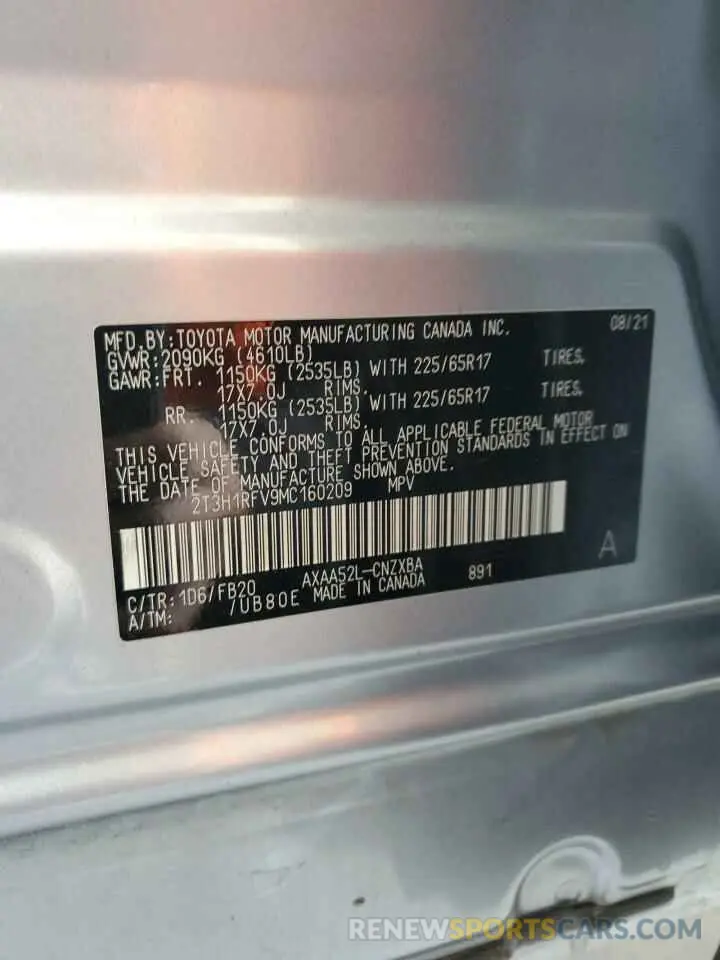 MFD.BY:TOYOTA MOTOR MANUFACTURING CANADA INC. 08/21
GVWR:2090KG (4610LB)
GAWR:FRT. 1150KG (2535LB) WITH 225/65R17 TIRES,
17X7.0J RIMS,
RR. 1150KG (2535LB) WITH 225/65R17 TIRES,
17X7.0J RIMS.
THIS VEHICLE CONFORMS TO ALL APPLICABLE FEDERAL MOTOR
VEHICLE SAFETY AND THEFT PREVENTION STANDARDS IN EFFECT ON
THE DATE OF MANUFACTURE SHOWN ABOVE.
2T3H1RFV9MC160209 MPV
A
C/TR:1D6/FB20 AXAA52L-CNZXBA 891
A/TM: /UB80E MADE IN CANADA
RENEWSPORTSCARS.COM